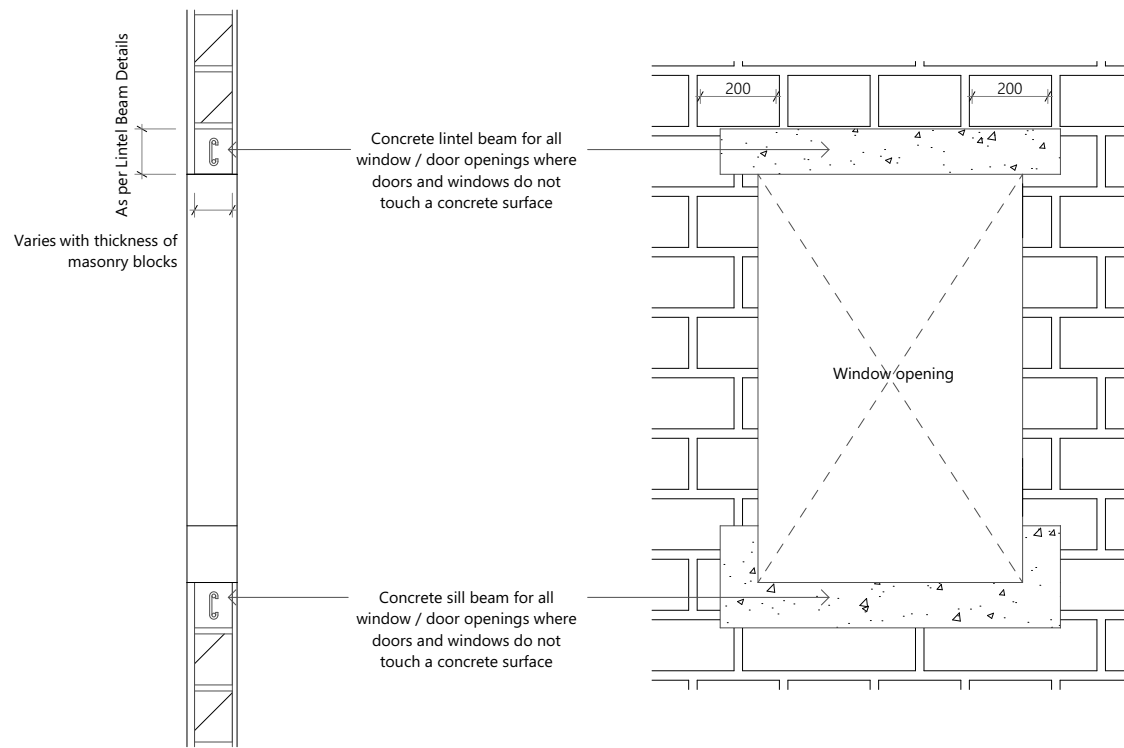 As per Lintel Beam Details
Varies with thickness of
masonry blocks
Concrete lintel beam for all
window / door openings where
doors and windows do not
touch a concrete surface
Concrete sill beam for all
window / door openings where
doors and windows do not
touch a concrete surface
200
200
Window opening